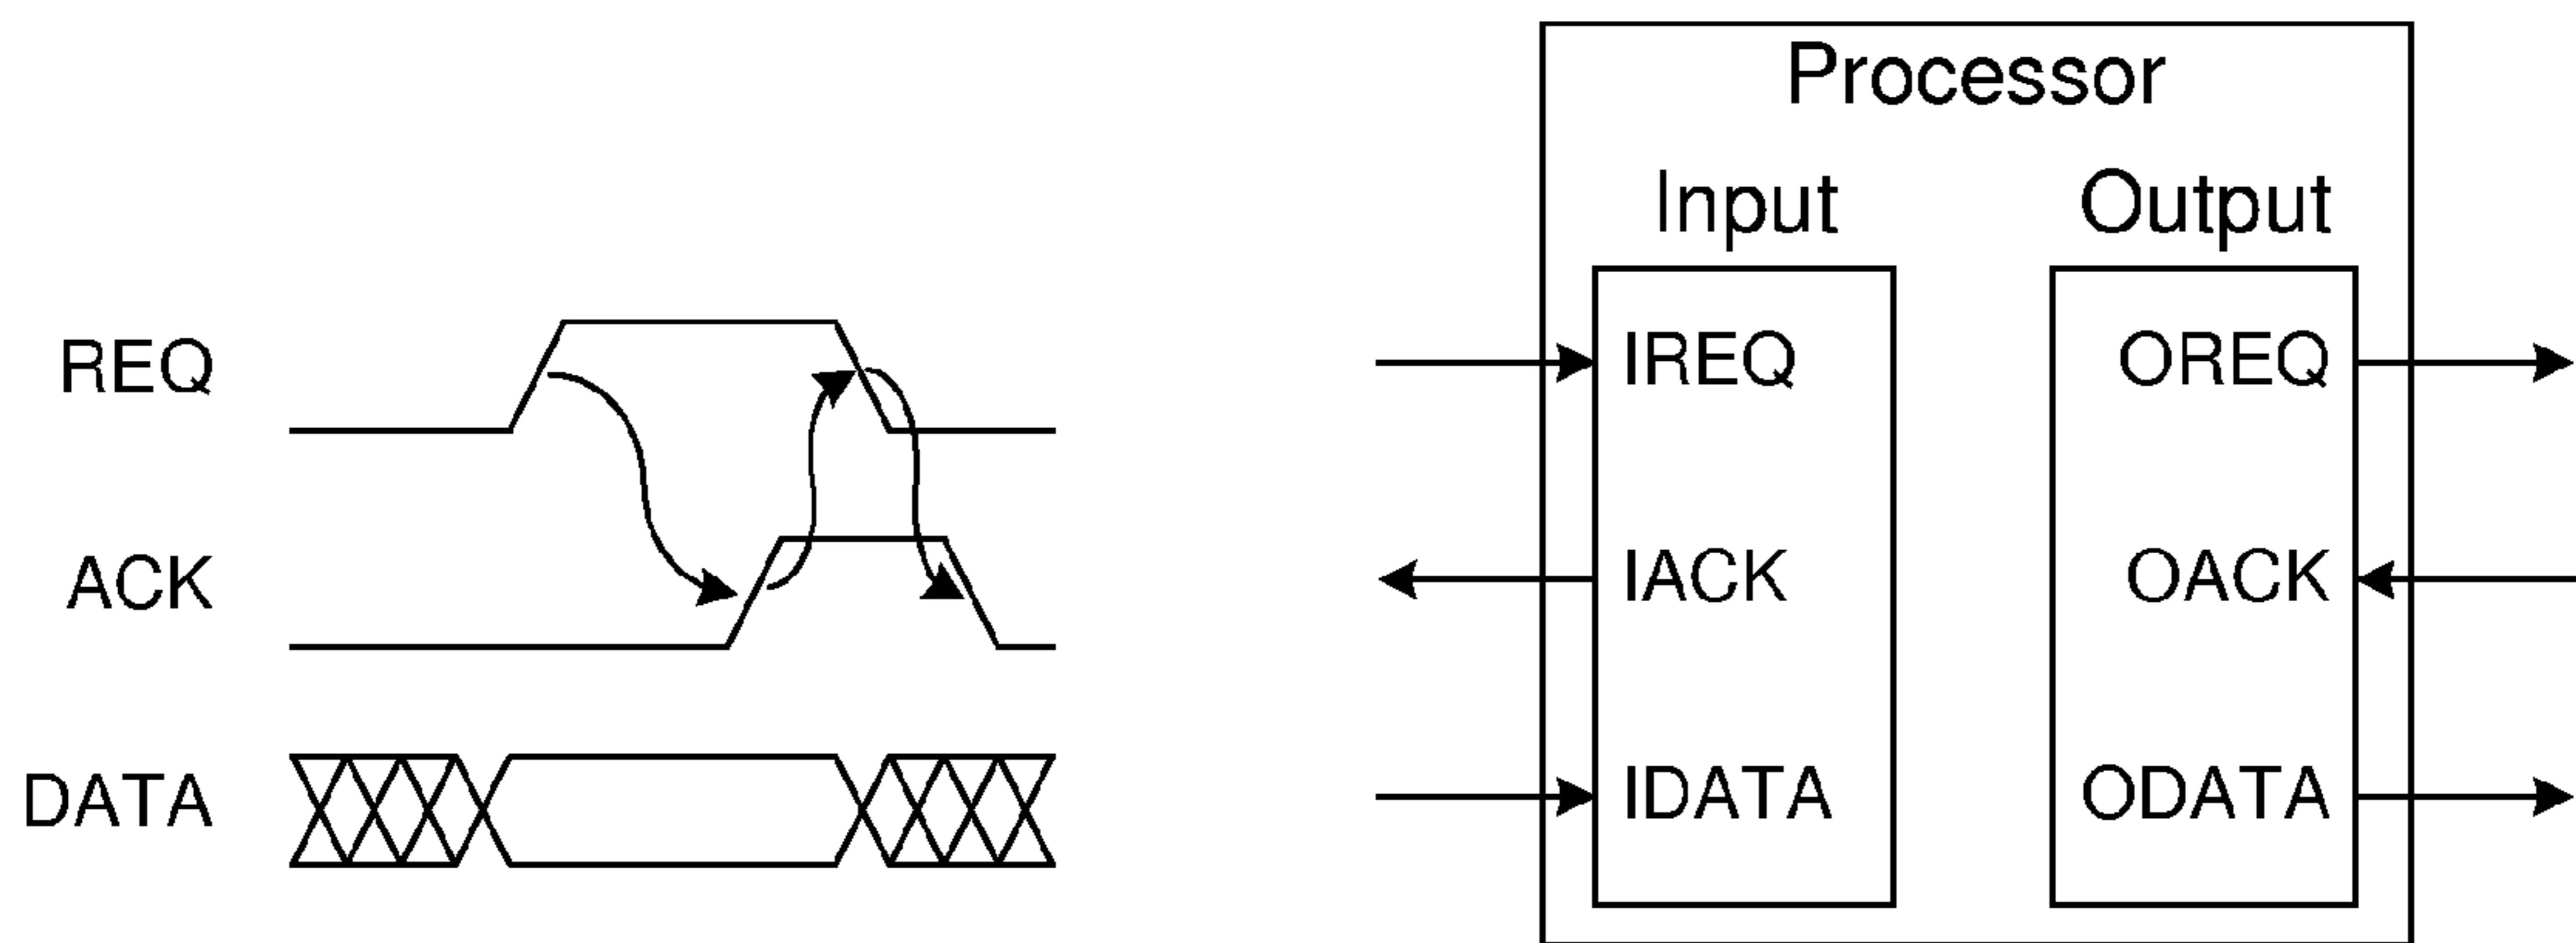 REQ
ACK
DATA
Processor
Input
Output
IREQ
OREQ
IACK
OACK
IDATA
ODATA